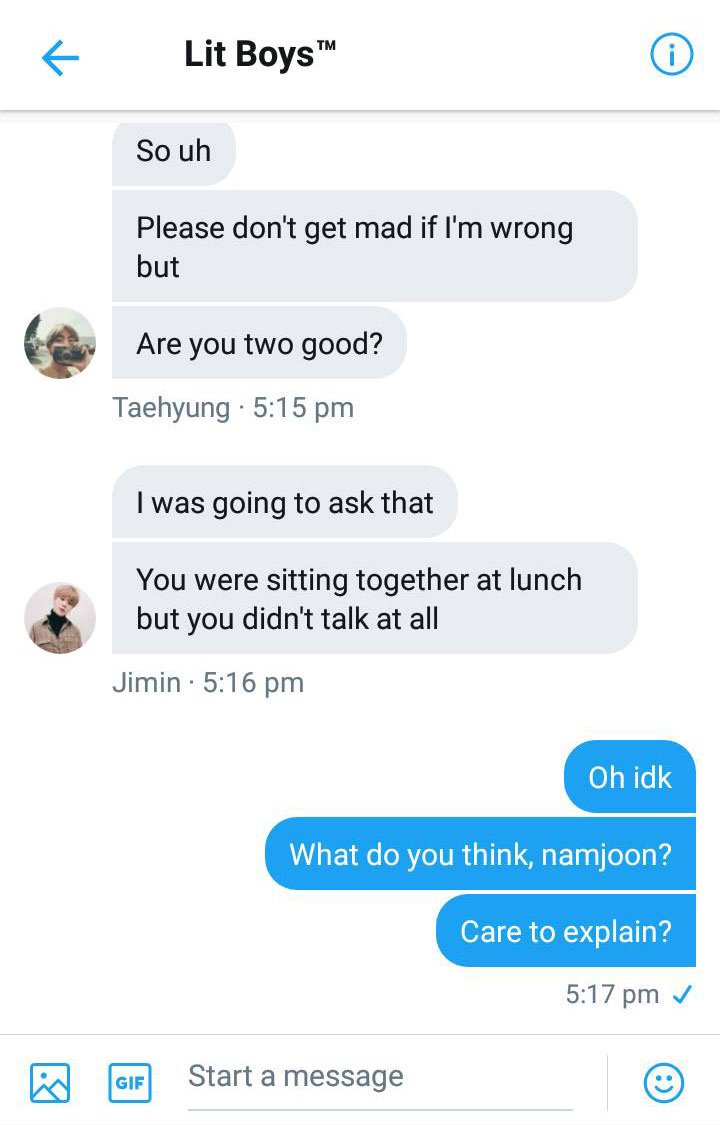 Lit Boys™
So uh
Please don't get mad if I'm wrong
but
Are you two good?
Taehyung · 5:15 pm
I was going to ask that
You were sitting together at lunch
but you didn't talk at all
Jimin · 5:16 pm
Oh idk
What do you think, namjoon?
Care to explain?
5:17 pm
GIF
Start a message